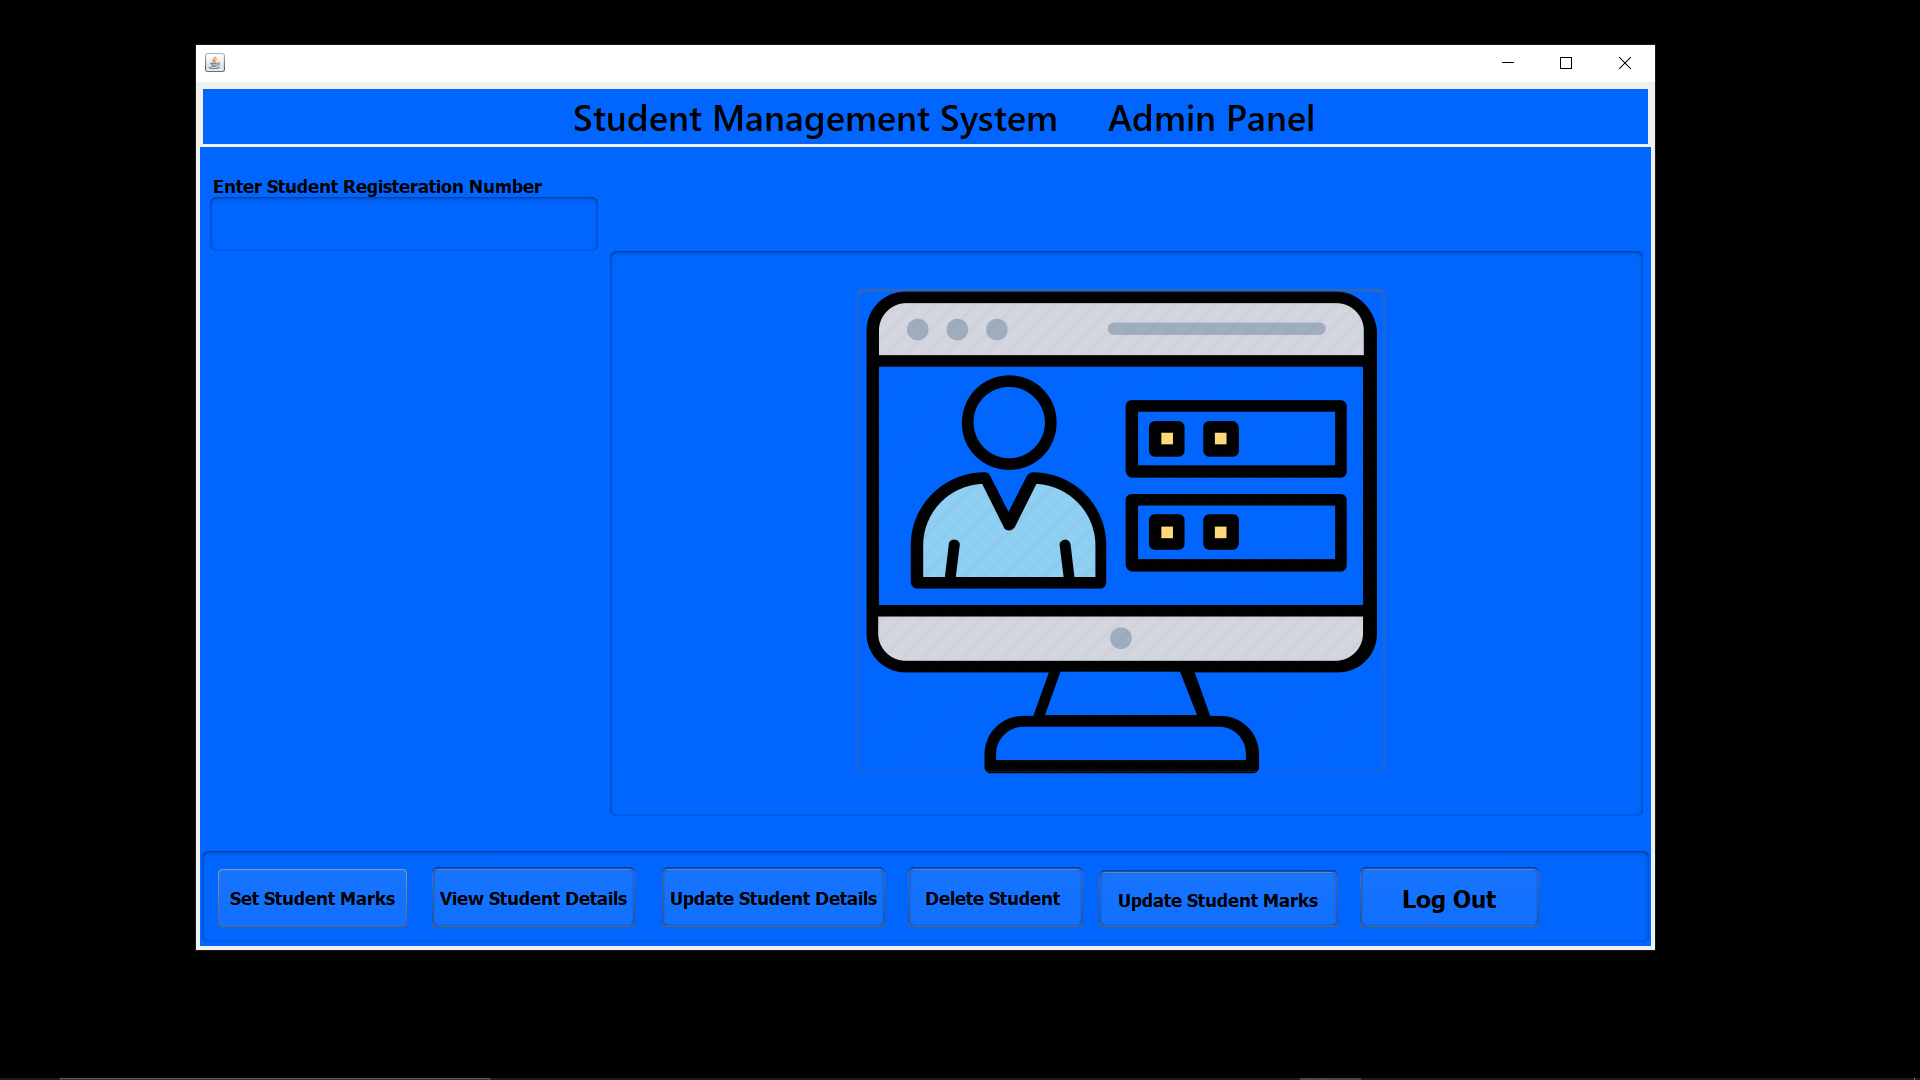 Student Management System Admin Panel
Enter Student Registeration Number
Set Student Marks View Student Details Update Student Details Delete Student Update Student Marks Log Out